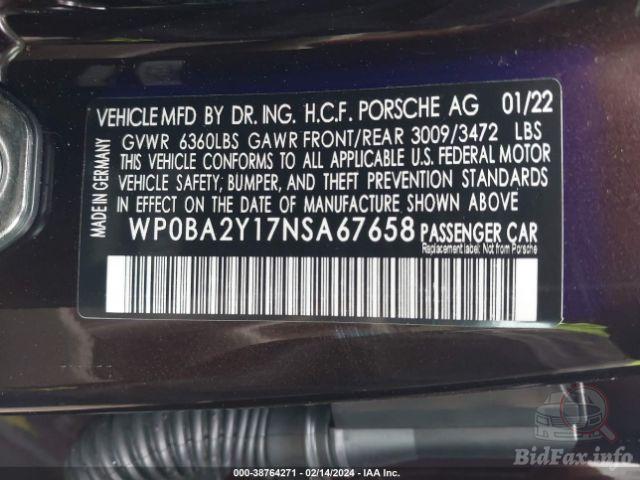 VEHICLE MFD BY DR. ING. H.C.F. PORSCHE AG 01/22
GVWR 6360LBS GAWR FRONT/REAR 3009/3472 LBS
THIS VEHICLE CONFORMS TO ALL APPLICABLE U.S. FEDERAL MOTOR
VEHICLE SAFETY, BUMPER, AND THEFT PREVENTION STANDARDS
IN EFFECT ON THE DATE OF MANUFACTURE SHOWN ABOVE
WP0BA2Y17NSA67658 PASSENGER CAR
Replacement label: Not from Porsche
MADE IN GERMANY
000-38764271 - 02/14/2024 - IAA Inc.
BidFax.info